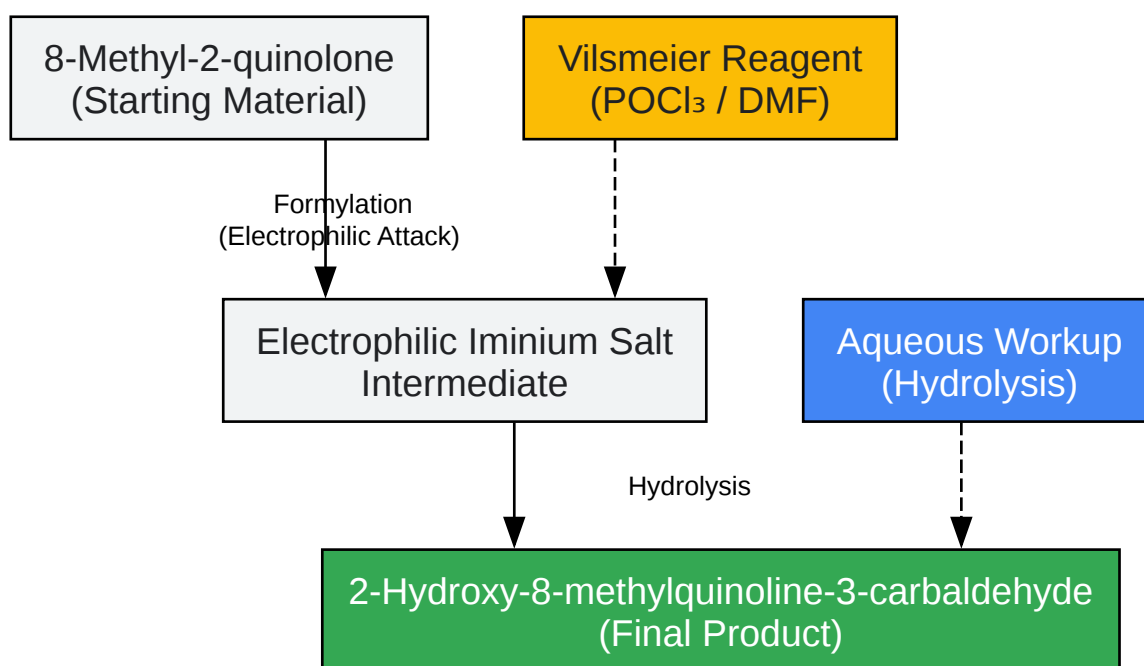 8-Methyl-2-quinolone
(Starting Material)
Vilsmeier Reagent
(POCl₃ / DMF)
Formylation
(Electrophilic Attack)
Electrophilic Iminium Salt
Intermediate
Aqueous Workup
(Hydrolysis)
Hydrolysis
2-Hydroxy-8-methylquinoline-3-carbaldehyde
(Final Product)